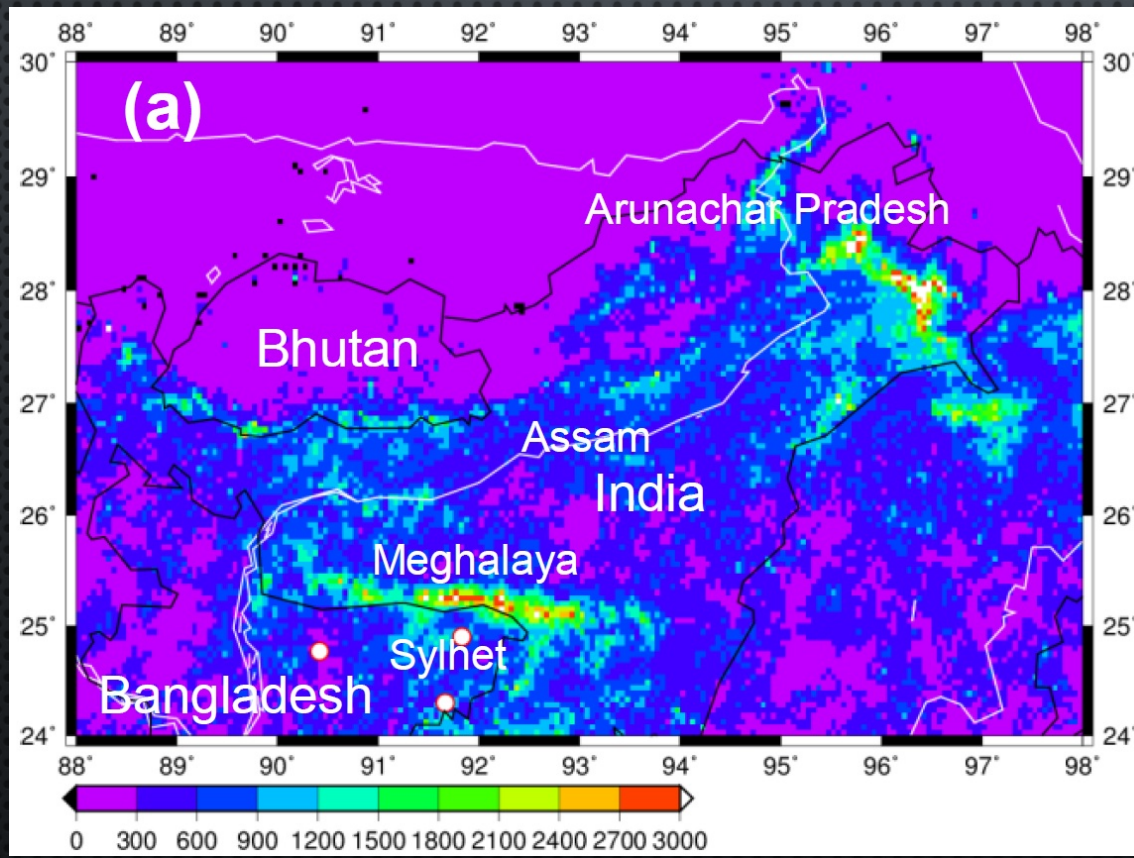 88° 89° 90° 91° 92° 93° 94° 95° 96° 97° 98°
30° 30°
(a)
29° 29°
Arunachar Pradesh
28° 28°
Bhutan
27° 27°
Assam
India
26° 26°
Meghalaya
25° 25°
Sylhet
Bangladesh
24° 24°
88° 89° 90° 91° 92° 93° 94° 95° 96° 97° 98°
0 300 600 900 1200 1500 1800 2100 2400 2700 3000